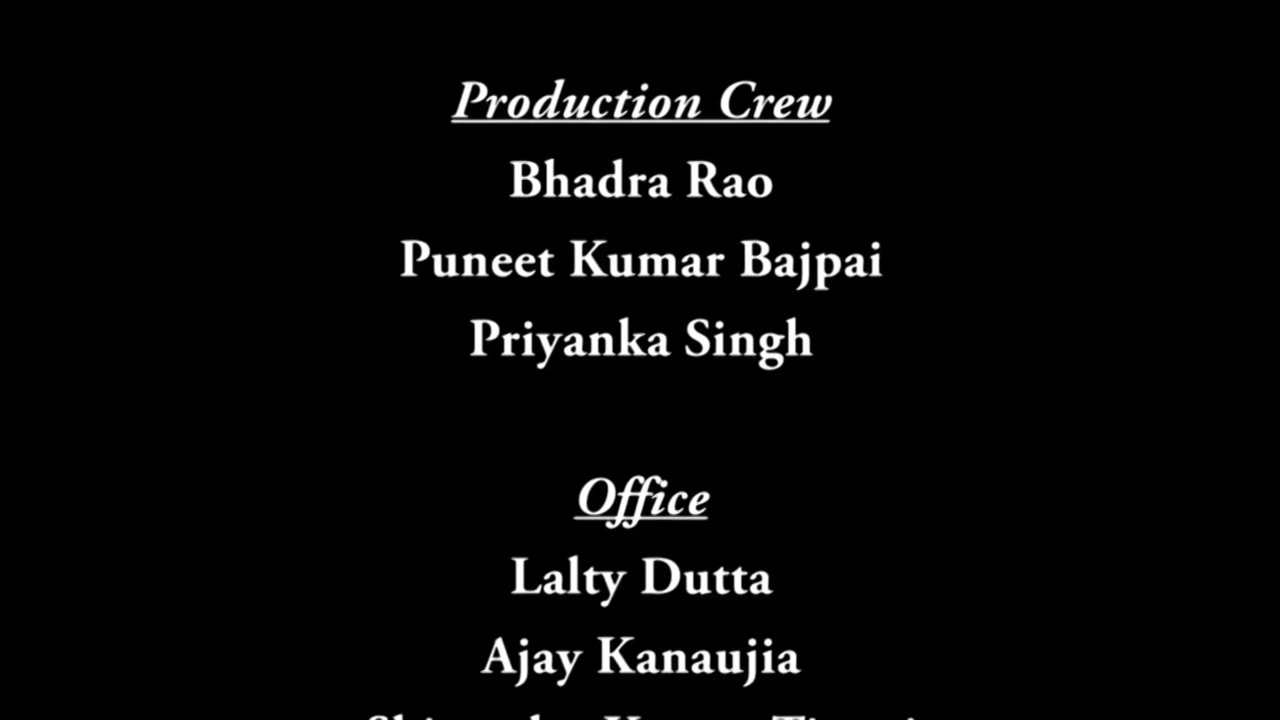 Production Crew
Bhadra Rao
Puneet Kumar Bajpai
Priyanka Singh
Office
Lalty Dutta
Ajay Kanaujia